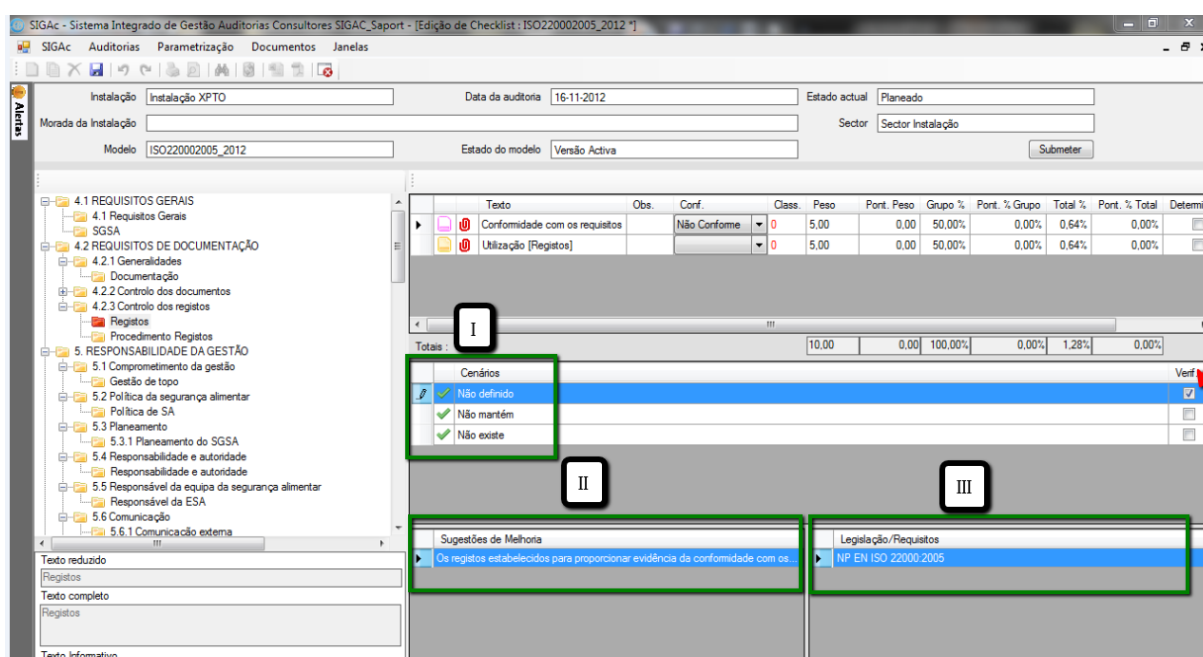 SIGAc - Sistema Integrado de Gestão Auditorias Consultores SIGAC_Saport - [Edição de Checklist : ISO220002005_2012 *]
SIGAc Auditorias Parametrização Documentos Janelas
Alertas
Instalação Instalação XPTO Data da auditoria 16-11-2012 Estado actual Planeado
Morada da Instalação Sector Sector Instalação
Modelo ISO220002005_2012 Estado do modelo Versão Activa Submeter
4.1 REQUISITOS GERAIS
4.1 Requisitos Gerais
SGSA
4.2 REQUISITOS DE DOCUMENTAÇÃO
4.2.1 Generalidades
Documentação
4.2.2 Controlo dos documentos
4.2.3 Controlo dos registos
Registos
Procedimento Registos
5. RESPONSABILIDADE DA GESTÃO
5.1 Comprometimento da gestão
Gestão de topo
5.2 Política da segurança alimentar
Política de SA
5.3 Planeamento
5.3.1 Planeamento do SGSA
5.4 Responsabilidade e autoridade
Responsabilidade e autoridade
5.5 Responsável da equipa da segurança alimentar
Responsável da ESA
5.6 Comunicação
5.6.1 Comunicação externa
Texto reduzido
Registos
Texto completo
Registos
Texto Informativo
Texto Obs. Conf. Class. Peso Pont. Peso Grupo % Pont. % Grupo Total % Pont. % Total Determi
Conformidade com os requisitos Não Conforme 0 5,00 0,00 50,00% 0,00% 0,64% 0,00%
Utilização [Registos] 0 5,00 0,00 50,00% 0,00% 0,64% 0,00%
I
Totais : 10,00 0,00 100,00% 0,00% 1,28% 0,00%
Cenários Verif.
Não definido
Não mantém
Não existe
II
III
Sugestões de Melhoria
Os registos estabelecidos para proporcionar evidência da conformidade com os...
Legislação/Requisitos
NP EN ISO 22000:2005